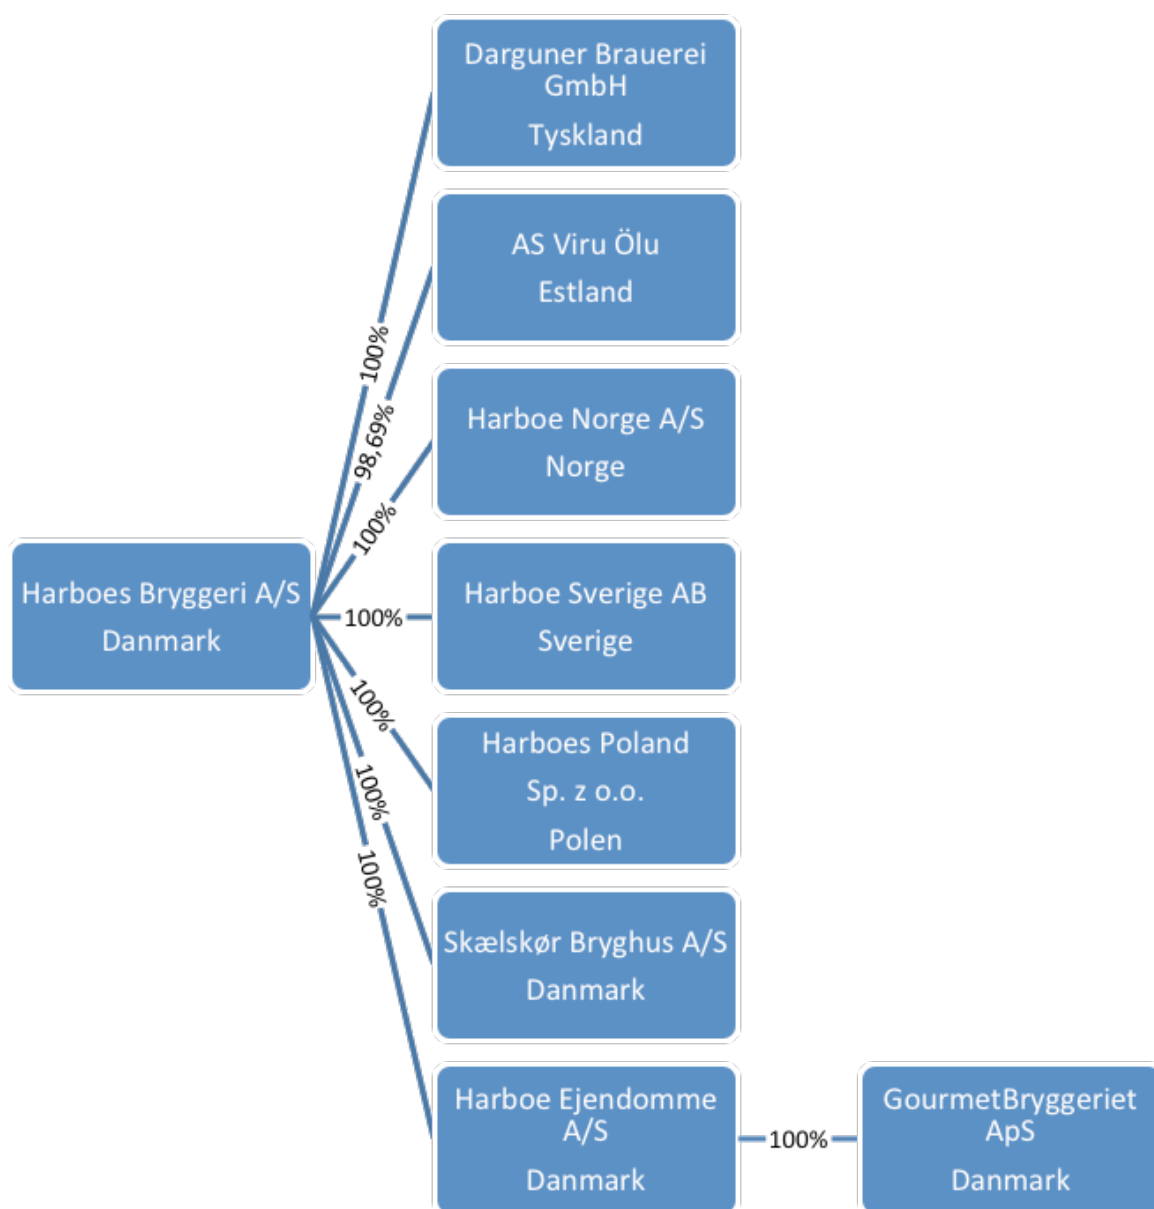 Darguner Brauerei
GmbH
Tyskland
100%
AS Viru Ölu
Estland
98,69%
Harboe Norge A/S
Norge
100%
Harboes Bryggeri A/S
Danmark
100%
Harboe Sverige AB
Sverige
100%
Harboes Poland
Sp. z o.o.
Polen
100%
Skælskør Bryghus A/S
Danmark
100%
Harboe Ejendomme
A/S
Danmark
100%
GourmetBryggeriet
ApS
Danmark